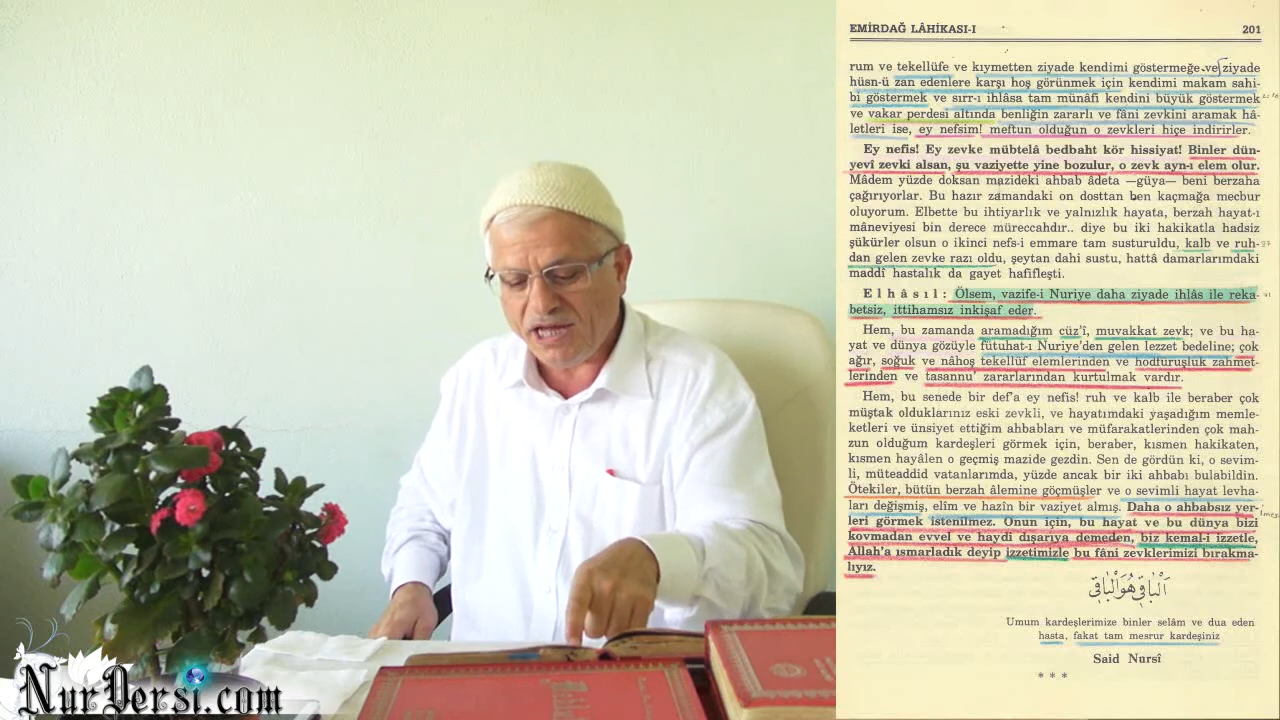 EMİRDAĞ LÂHİKASI-I 201
rum ve tekellüfe ve kıymetten ziyade kendimi göstermeğe ve ziyade
hüsn-ü zan edenlere karşı hoş görünmek için kendimi makam sahi-
bi göstermek ve sırr-ı ihlâsa tam münâfi kendini büyük göstermek
ve vakar perdesi altında benliğin zararlı ve fâni zevkini aramak hâ-
letleri ise, ey nefsim! meftun olduğun o zevkleri hiçe indirirler.
Ey nefis! Ey zevke mübtelâ bedbaht kör hissiyat! Binler dün-
yevî zevki alsan, şu vaziyette yine bozulur, o zevk ayn-ı elem olur.
Mâdem yüzde doksan mazideki ahbab âdeta —güya— beni berzaha
çağırıyorlar. Bu hazır zamandaki on dosttan ben kaçmağa mecbur
oluyorum. Elbette bu ihtiyarlık ve yalnızlık hayata, berzah hayat-ı
mâneviyesi bin derece müreccahdır.. diye bu iki hakikatla hadsiz
şükürler olsun o ikinci nefs-i emmare tam susturuldu, kalb ve ruh-
dan gelen zevke razı oldu, şeytan dahi sustu, hattâ damarlarımdaki
maddî hastalık da gayet hafifleşti.
Elhâsıl: Ölsem, vazife-i Nuriye daha ziyade ihlâs ile reka-
betsiz, ittihamsız inkişaf eder.
Hem, bu zamanda aramadığım cüz'î, muvakkat zevk; ve bu ha-
yat ve dünya gözüyle fütuhat-ı Nuriye'den gelen lezzet bedeline; çok
ağır, soğuk ve nâhoş tekellüf elemlerinden ve hodfuruşluk zahmet-
lerinden ve tasannu' zararlarından kurtulmak vardır.
Hem, bu senede bir def'a ey nefis! ruh ve kalb ile beraber çok
müştak olduklarınız eski zevkli, ve hayatımdaki yaşadığım memle-
ketleri ve ünsiyet ettiğim ahbabları ve müfarakatlerinden çok mah-
zun olduğum kardeşleri görmek için, beraber, kısmen hakikaten,
kısmen hayâlen o geçmiş mazide gezdin. Sen de gördün ki, o sevim-
li, müteaddid vatanlarımda, yüzde ancak bir iki ahbabı bulabildin.
Ötekiler, bütün berzah âlemine göçmüşler ve o sevimli hayat levha-
ları değişmiş, elîm ve hazîn bir vaziyet almış. Daha o ahbabsız yer-
leri görmek istenilmez. Onun için, bu hayat ve bu dünya bizi
kovmadan evvel ve haydi dışarıya demeden, biz kemal-i izzetle,
Allah'a ısmarladık deyip izzetimizle bu fâni zevklerimizi bırakma-
lıyız.
اَلْبَاقِي هُوَ الْبَاقِي
Umum kardeşlerimize binler selâm ve dua eden
hasta, fakat tam mesrur kardeşiniz
Said Nursî
* * *
NurDersi.com